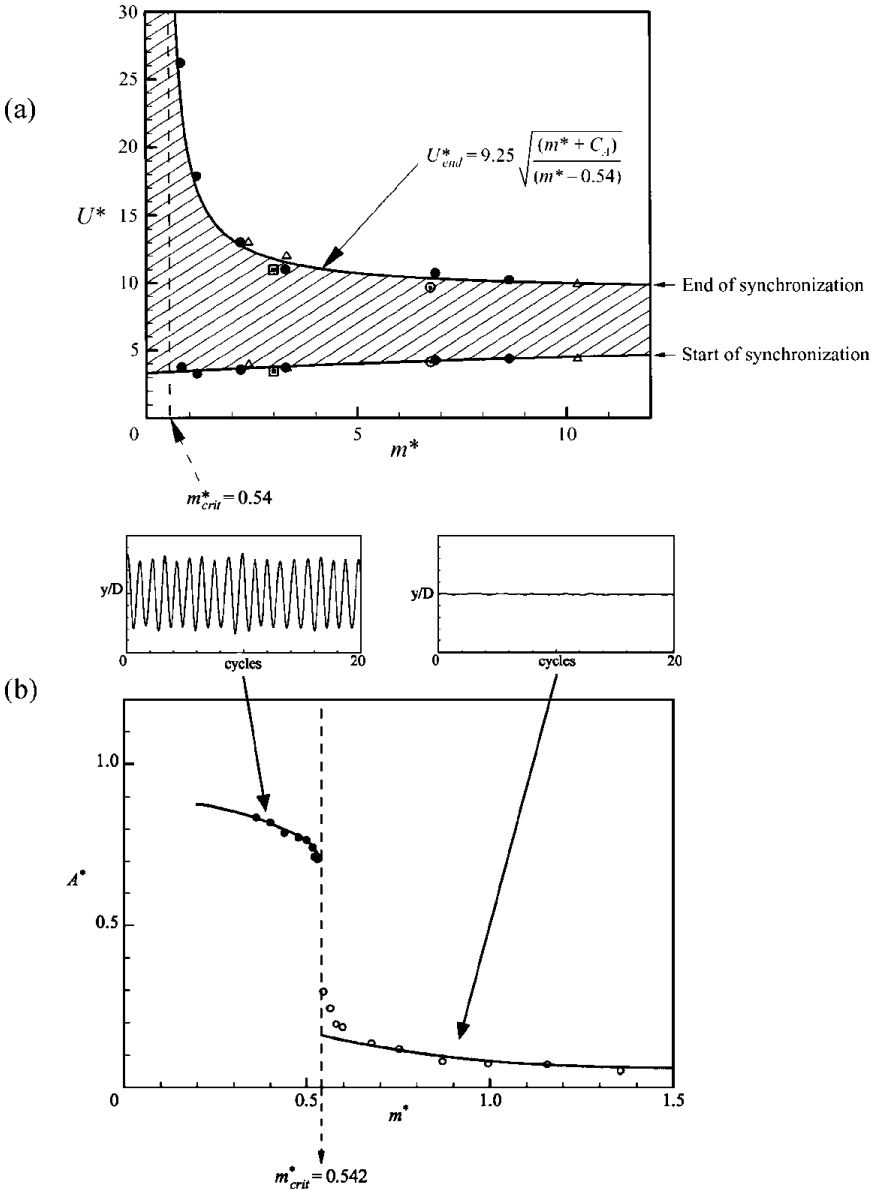 (a)
30
25
20
15
10
5
0
U*
U*end = 9.25 √((m* + CA)/(m* – 0.54))
End of synchronization
Start of synchronization
5
10
m*
m*crit = 0.54
y/D
0
cycles
20
y/D
0
cycles
20
(b)
1.0
A*
0.5
0
0
0.5
1.0
1.5
m*
m*crit = 0.542